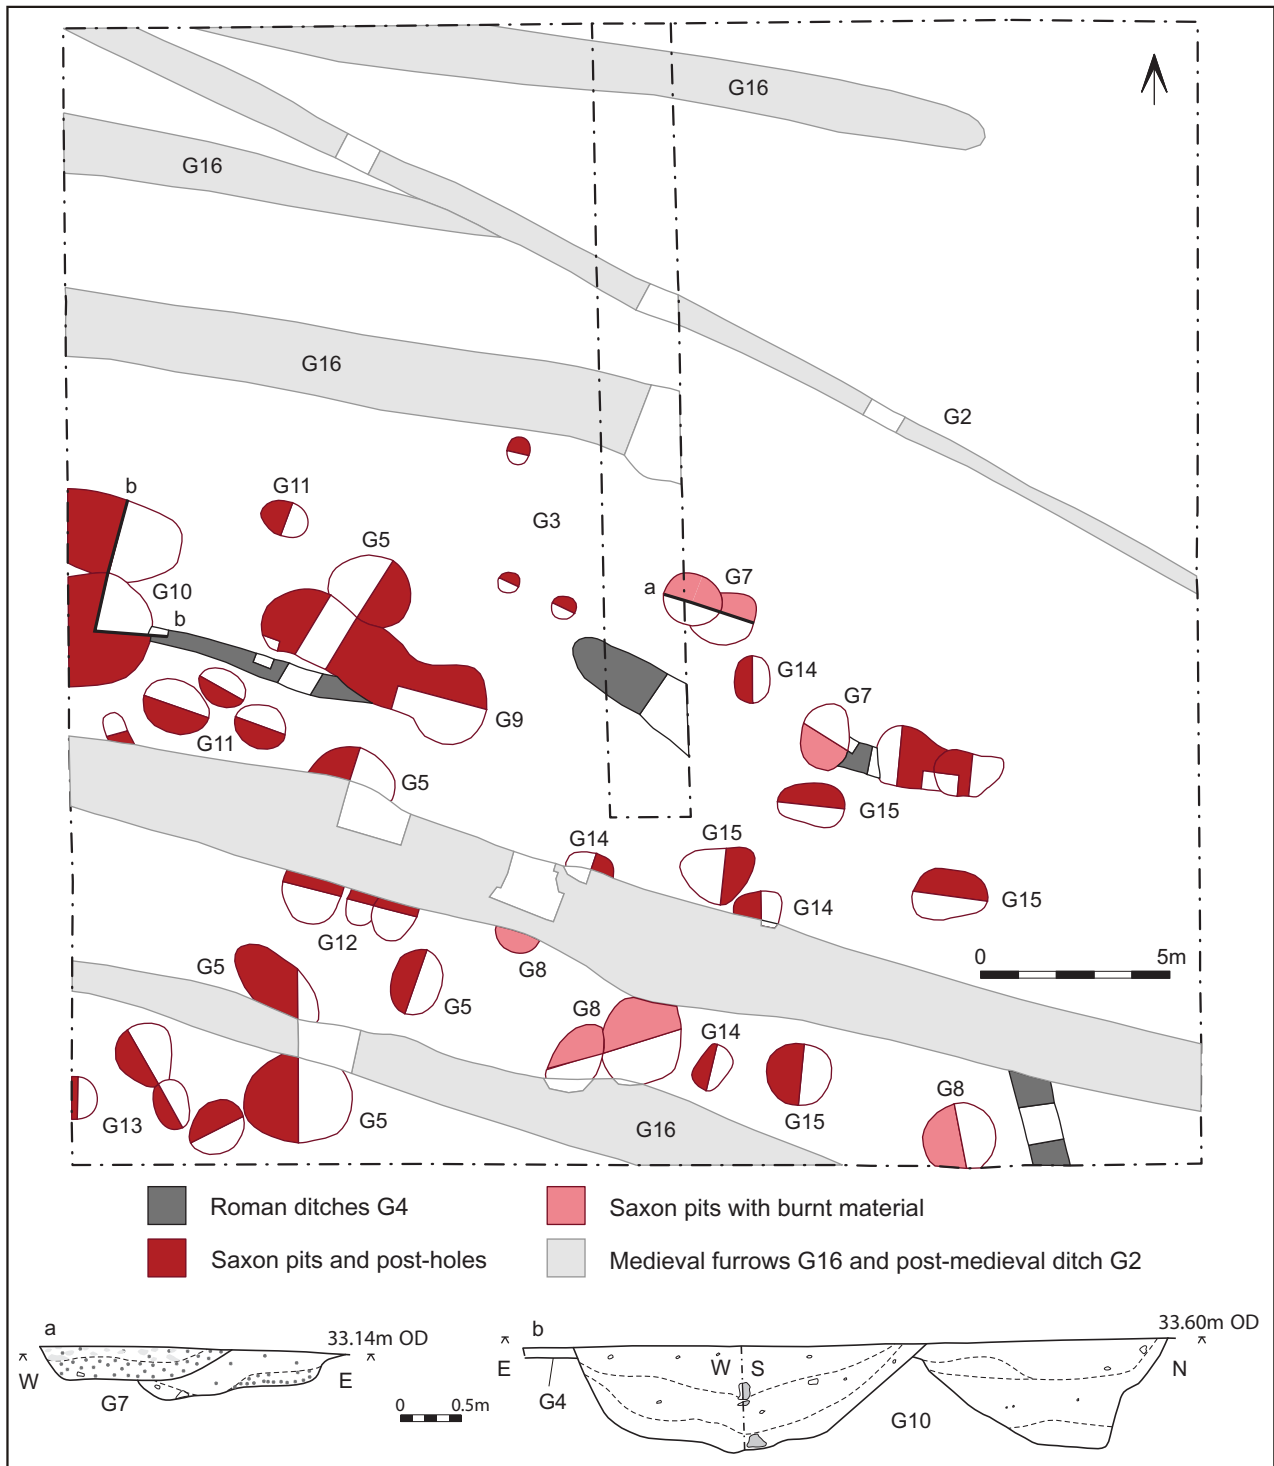 G16
G16
G16
G2
b
G11
G3
G5
a
G7
G10
b
G14
G7
G9
G11
G5
G15
G14
G15
G15
G14
G12
G8
0 5m
G5
G5
G8
G14
G8
G13
G5
G16
G15
Roman ditches G4
Saxon pits with burnt material
Saxon pits and post-holes
Medieval furrows G16 and post-medieval ditch G2
a
33.14m OD
W
E
G7
0 0.5m
b
33.60m OD
E
W S
N
G4
G10